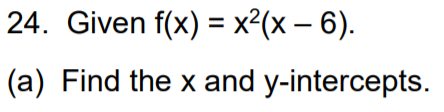 24. Given f(x) = x²(x – 6).
(a) Find the x and y-intercepts.